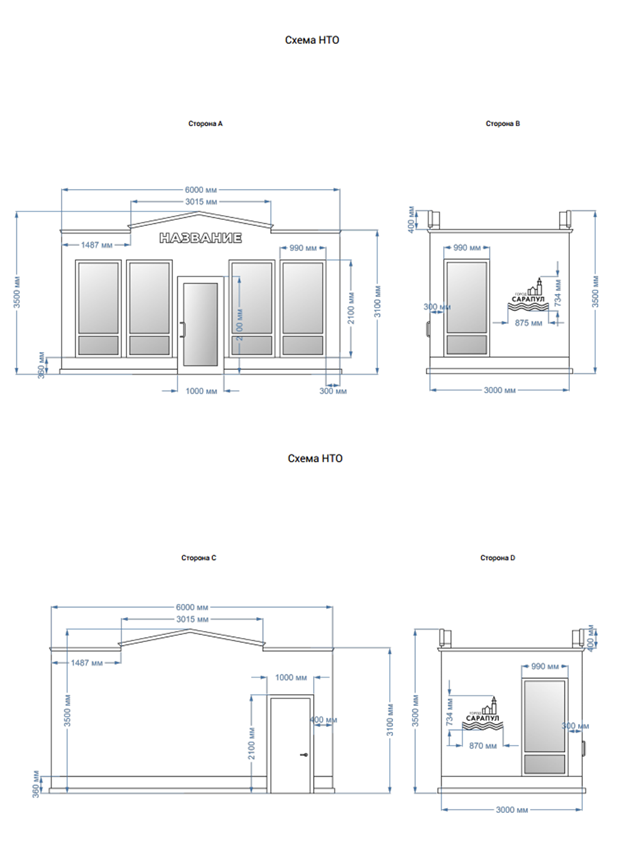 Схема НТО
Сторона А
Сторона В
6000 мм
3015 мм
400 мм
НАЗВАНИЕ
1487 мм
990 мм
990 мм
3500 мм
2100 мм
2100 мм
3100 мм
300 мм
ГОРОД
САРАПУЛ
734 мм
875 мм
3500 мм
360 мм
1000 мм
300 мм
3000 мм
Схема НТО
Сторона С
Сторона D
6000 мм
3015 мм
400 мм
1487 мм
990 мм
1000 мм
3500 мм
400 мм
2100 мм
3100 мм
3500 мм
734 мм
ГОРОД
САРАПУЛ
300 мм
870 мм
360 мм
3000 мм